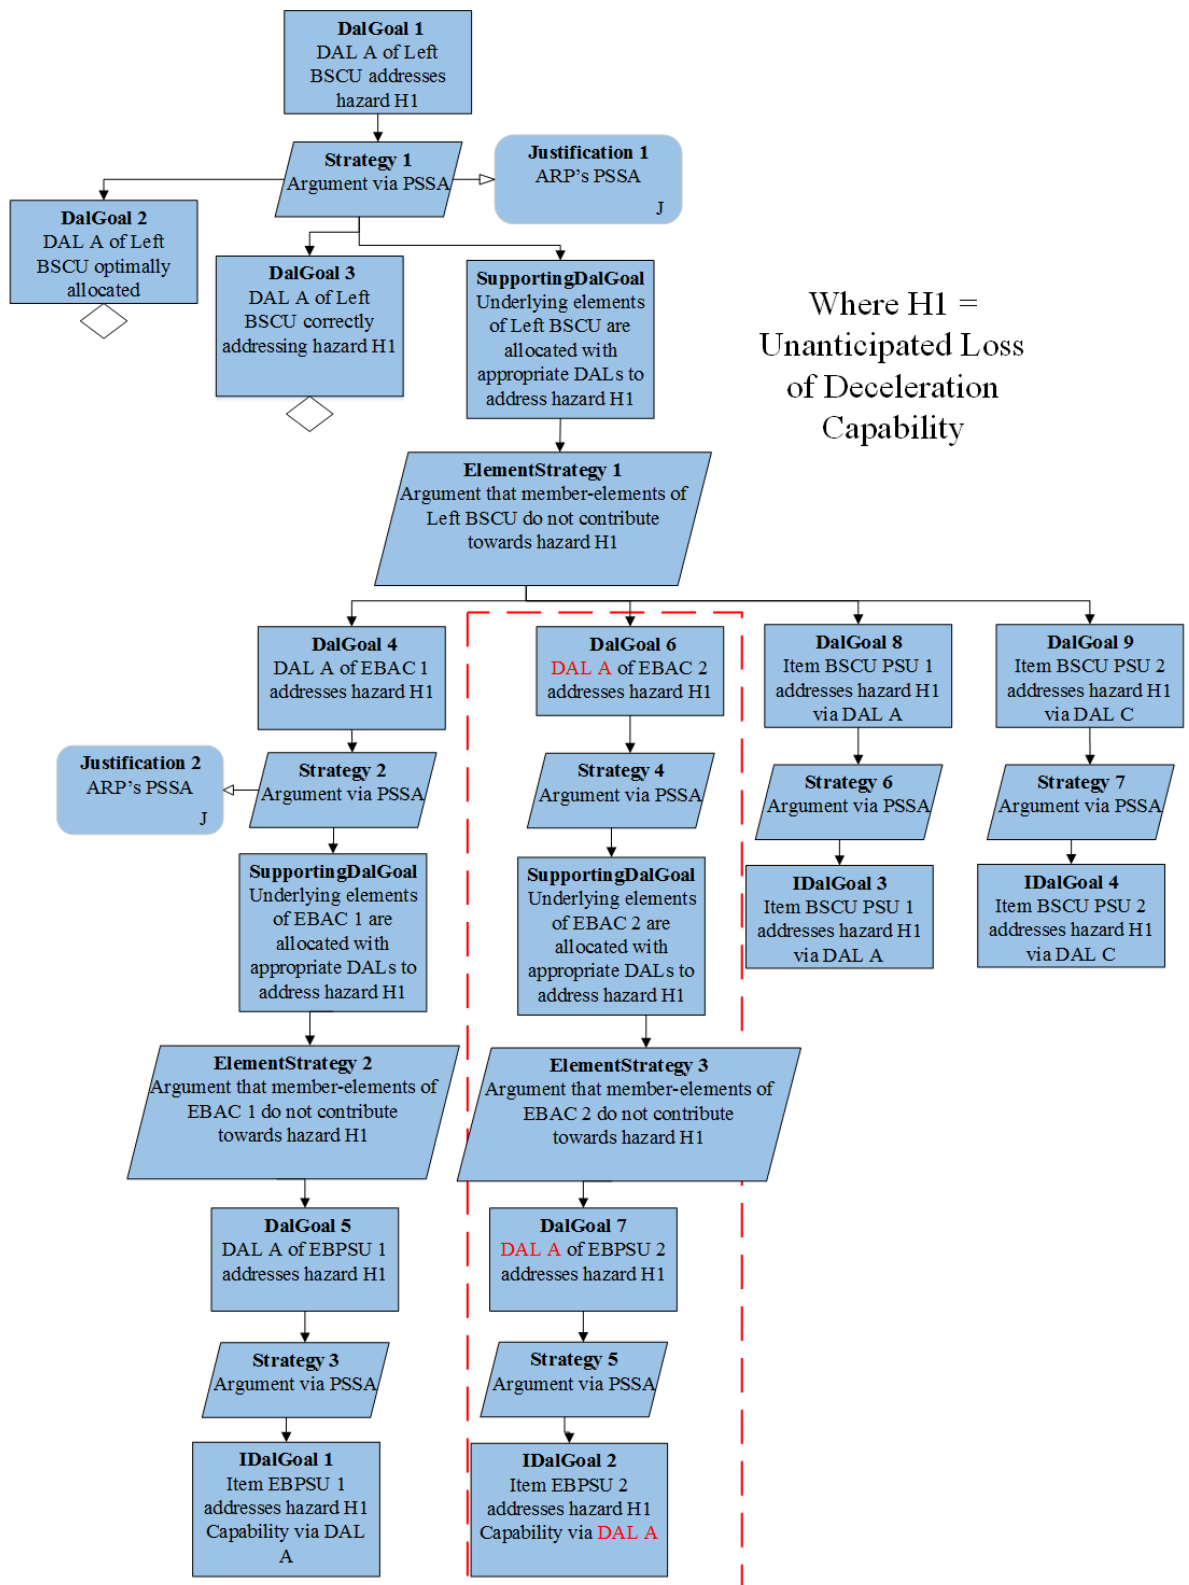 DalGoal 1
DAL A of Left
BSCU addresses
hazard H1
Strategy 1
Argument via PSSA
Justification 1
ARP's PSSA
J
DalGoal 2
DAL A of Left
BSCU optimally
allocated
DalGoal 3
DAL A of Left
BSCU correctly
addressing hazard H1
SupportingDalGoal
Underlying elements
of Left BSCU are
allocated with
appropriate DALs to
address hazard H1
Where H1 =
Unanticipated Loss
of Deceleration
Capability
ElementStrategy 1
Argument that member-elements of
Left BSCU do not contribute
towards hazard H1
DalGoal 4
DAL A of EBAC 1
addresses hazard H1
DalGoal 6
DAL A of EBAC 2
addresses hazard H1
DalGoal 8
Item BSCU PSU 1
addresses hazard H1
via DAL A
DalGoal 9
Item BSCU PSU 2
addresses hazard H1
via DAL C
Justification 2
ARP's PSSA
J
Strategy 2
Argument via PSSA
Strategy 4
Argument via PSSA
Strategy 6
Argument via PSSA
Strategy 7
Argument via PSSA
SupportingDalGoal
Underlying elements
of EBAC 1 are
allocated with
appropriate DALs to
address hazard H1
SupportingDalGoal
Underlying elements
of EBAC 2 are
allocated with
appropriate DALs to
address hazard H1
IDalGoal 3
Item BSCU PSU 1
addresses hazard H1
via DAL A
IDalGoal 4
Item BSCU PSU 2
addresses hazard H1
via DAL C
ElementStrategy 2
Argument that member-elements of
EBAC 1 do not contribute
towards hazard H1
ElementStrategy 3
Argument that member-elements of
EBAC 2 do not contribute
towards hazard H1
DalGoal 5
DAL A of EBPSU 1
addresses hazard H1
DalGoal 7
DAL A of EBPSU 2
addresses hazard H1
Strategy 3
Argument via PSSA
Strategy 5
Argument via PSSA
IDalGoal 1
Item EBPSU 1
addresses hazard H1
Capability via DAL
A
IDalGoal 2
Item EBPSU 2
addresses hazard H1
Capability via DAL A